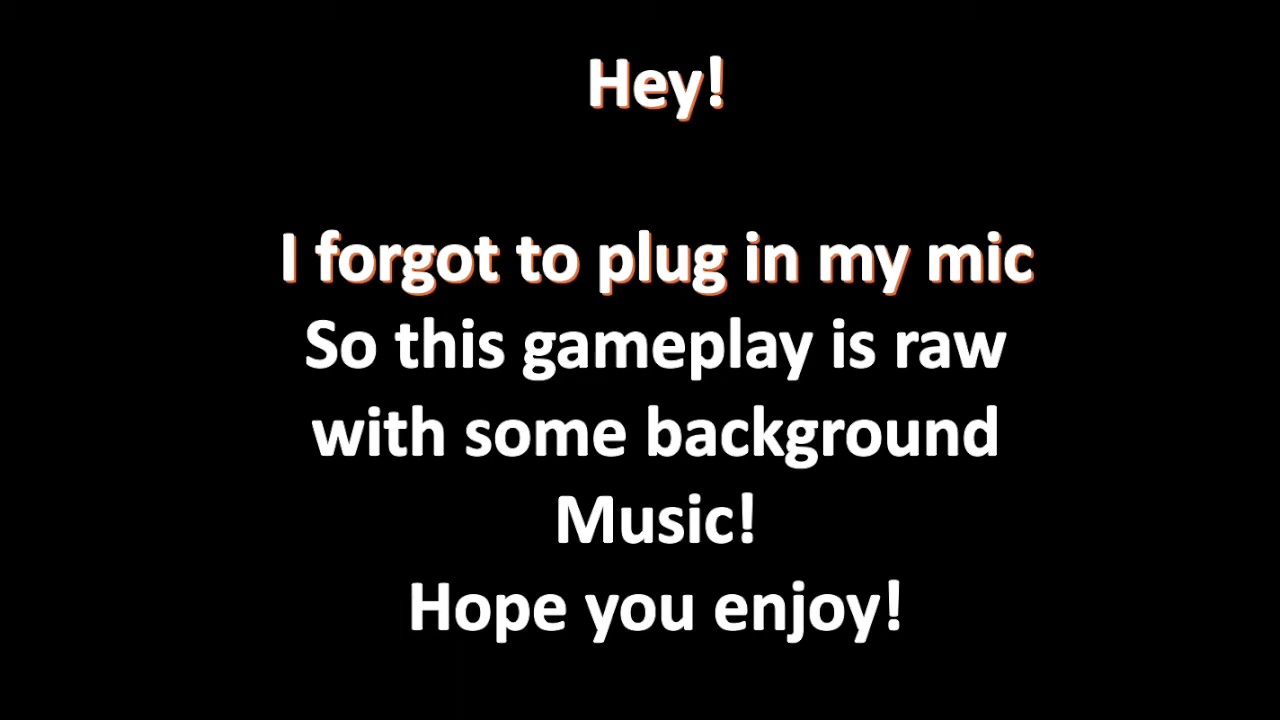 Hey!
I forgot to plug in my mic
So this gameplay is raw
with some background
Music!
Hope you enjoy!